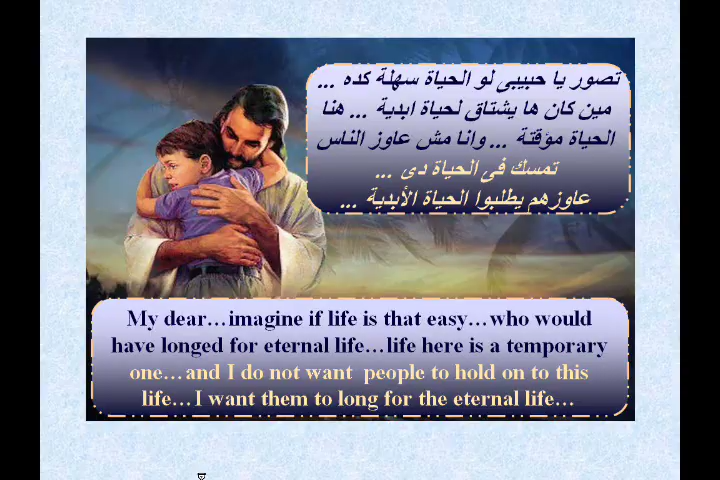 تصور يا حبيبى لو الحياة سهلة كده ...
مين كان ها يشتاق لحياة ابدية ... هنا
الحياة مؤقتة ... وانا مش عاوز الناس
تمسك فى الحياة دى ...
عاوزهم يطلبوا الحياة الأبدية ...
My dear...imagine if life is that easy...who would
have longed for eternal life...life here is a temporary
one...and I do not want people to hold on to this
life...I want them to long for the eternal life...